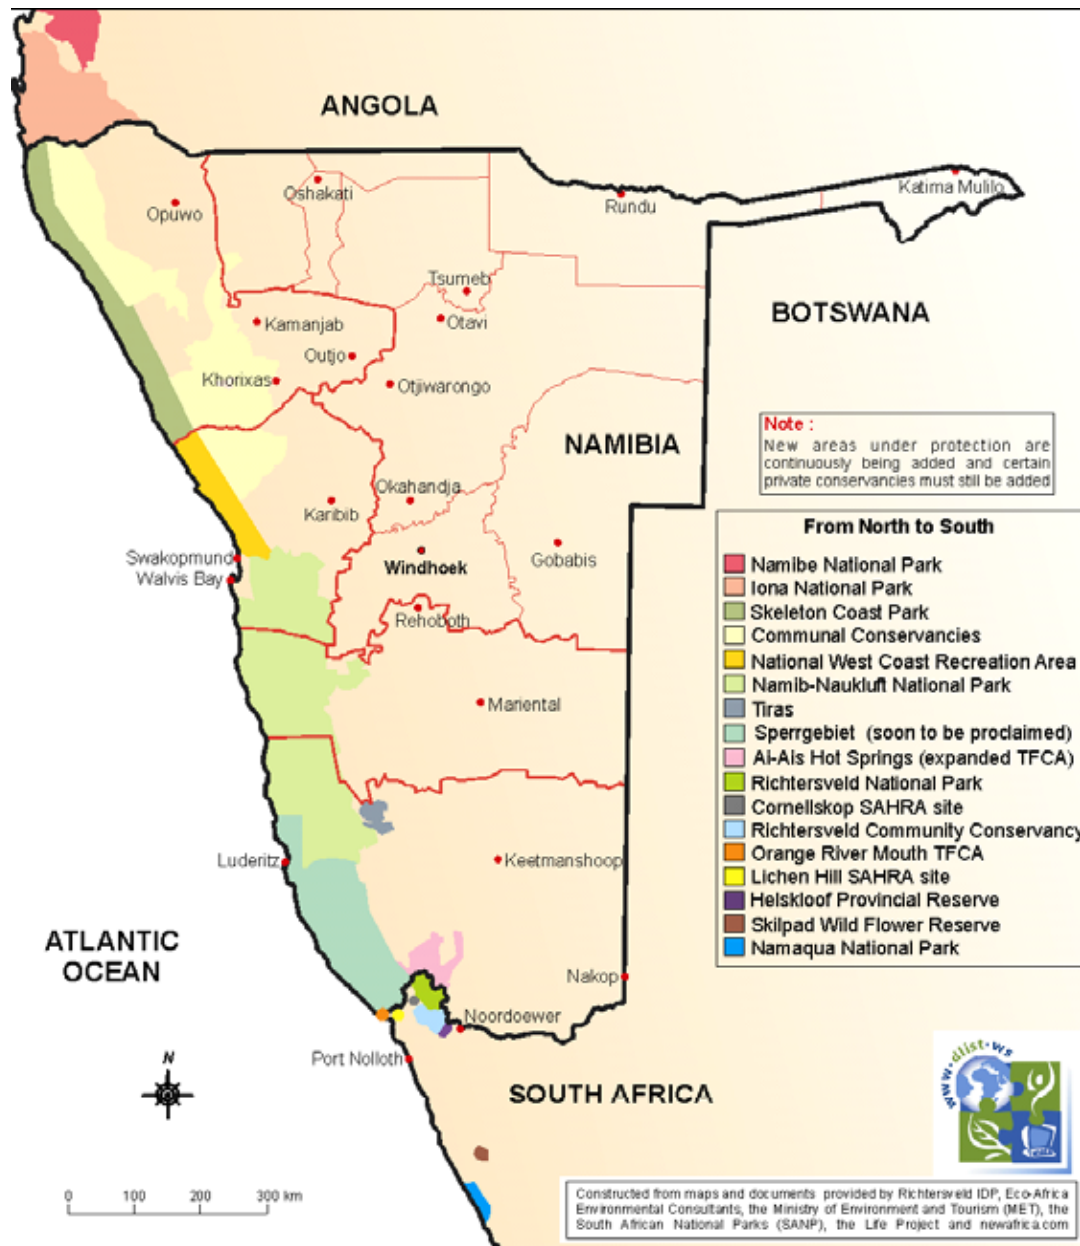 ANGOLA
Oshakati
Opuwo
Rundu
Katima Mulilo
Tsumeb
Otavi
BOTSWANA
Kamanjab
Outjo
Khorixas
Otjiwarongo
NAMIBIA
Note :
New areas under protection are
continuously being added and certain
private conservancies must still be added
Okahandja
Karibib
From North to South
Swakopmund
Walvis Bay
Windhoek
Gobabis
Rehoboth
Namibe National Park
Iona National Park
Skeleton Coast Park
Communal Conservancies
National West Coast Recreation Area
Namib-Naukluft National Park
Tiras
Sperrgebiet (soon to be proclaimed)
Ai-Ais Hot Springs (expanded TFCA)
Richtersveld National Park
Cornellskop SAHRA site
Richtersveld Community Conservancy
Orange River Mouth TFCA
Lichen Hill SAHRA site
Helskloof Provincial Reserve
Skilpad Wild Flower Reserve
Namaqua National Park
Mariental
Luderitz
Keetmanshoop
ATLANTIC
OCEAN
Nakop
Noordoewer
Port Nolloth
N
SOUTH AFRICA
www.dlist.ws
0 100 200 300 km
Constructed from maps and documents provided by Richtersveld IDP, Eco-Africa
Environmental Consultants, the Ministry of Environment and Tourism (MET), the
South African National Parks (SANP), the Life Project and newafrica.com